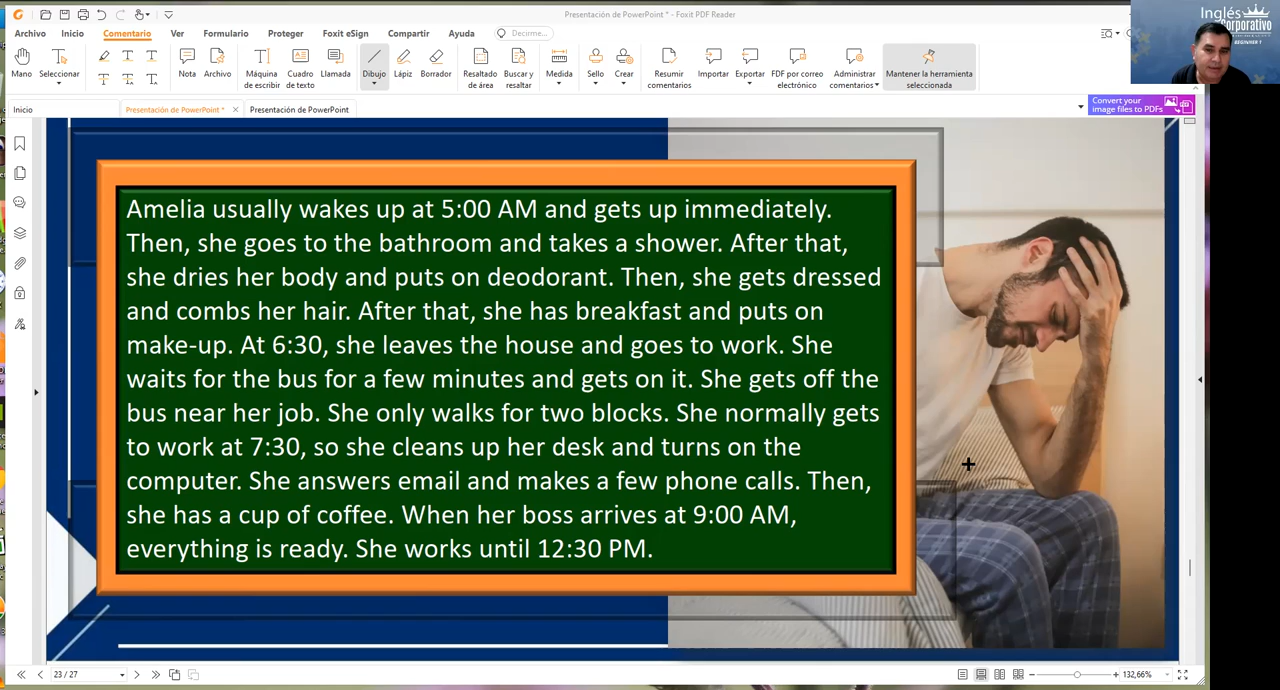 Presentación de PowerPoint * - Foxit PDF Reader
Archivo Inicio Comentario Ver Formulario Proteger Foxit eSign Compartir Ayuda Decirme...
Mano
Seleccionar
Nota
Archivo
Máquina de escribir
Cuadro de texto
Llamada
Dibujo
Lápiz
Borrador
Resaltado de área
Buscar y resaltar
Medida
Sello
Crear
Resumir comentarios
Importar
Exportar
PDF por correo electrónico
Administrar comentarios
Mantener la herramienta seleccionada
Inglés
Corporativo
BEGINNER 1
Inicio
Presentación de PowerPoint *
Presentación de PowerPoint
Convert your
image files to PDFs
Amelia usually wakes up at 5:00 AM and gets up immediately.
Then, she goes to the bathroom and takes a shower. After that,
she dries her body and puts on deodorant. Then, she gets dressed
and combs her hair. After that, she has breakfast and puts on
make-up. At 6:30, she leaves the house and goes to work. She
waits for the bus for a few minutes and gets on it. She gets off the
bus near her job. She only walks for two blocks. She normally gets
to work at 7:30, so she cleans up her desk and turns on the
computer. She answers email and makes a few phone calls. Then,
she has a cup of coffee. When her boss arrives at 9:00 AM,
everything is ready. She works until 12:30 PM.
23 / 27
132,66%